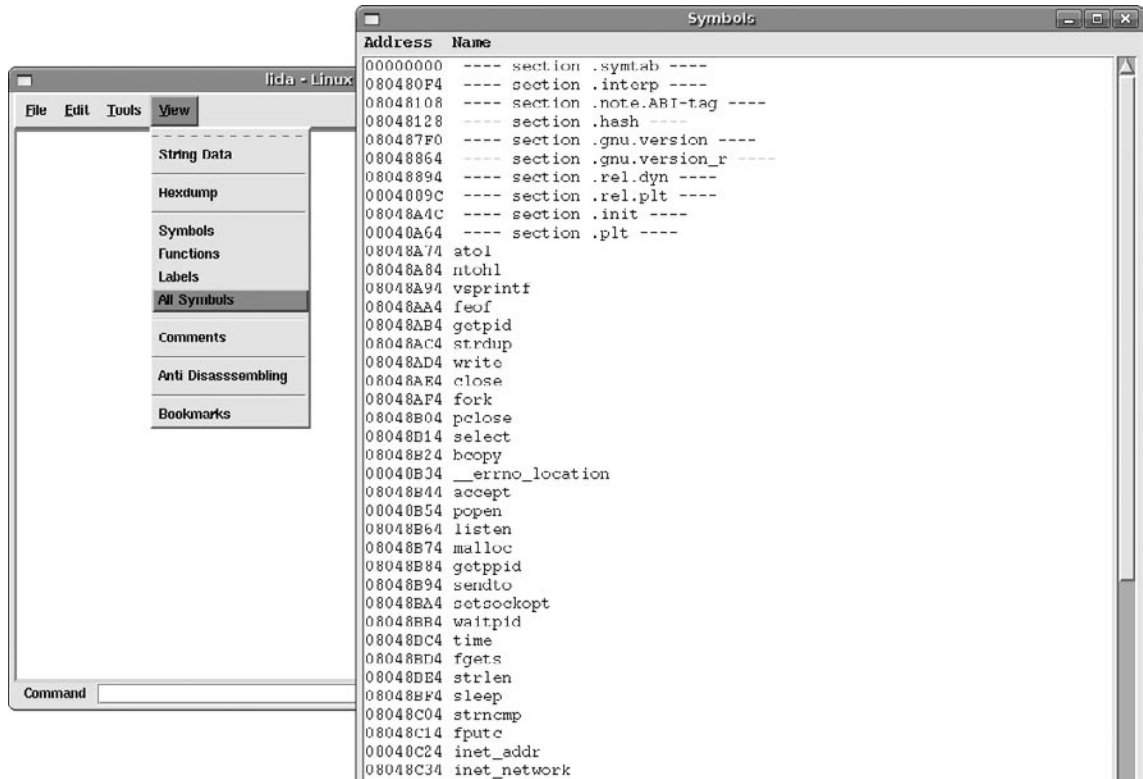 Symbols
Address Name
00000000 ---- section .symtab ----
080480F4 ---- section .interp ----
08048108 ---- section .note.ABI-tag ----
08048128 ---- section .hash ----
080487F0 ---- section .gnu.version ----
08048864 ---- section .gnu.version_r ----
08048894 ---- section .rel.dyn ----
0804889C ---- section .rel.plt ----
08048A4C ---- section .init ----
08048A64 ---- section .plt ----
08048A74 atol
08048A84 ntohl
08048A94 vsprintf
08048AA4 feof
08048AB4 getpid
08048AC4 strdup
08048AD4 write
08048AE4 close
08048AF4 fork
08048B04 pclose
08048B14 select
08048B24 bcopy
08048B34 __errno_location
08048B44 accept
08048B54 popen
08048B64 listen
08048B74 malloc
08048B84 getppid
08048B94 sendto
08048BA4 setsockopt
08048BB4 waitpid
08048BC4 time
08048BD4 fgets
08048BE4 strlen
08048BF4 sleep
08048C04 strncmp
08048C14 fputc
08048C24 inet_addr
08048C34 inet_network
lida - Linux
File Edit Tools View
String Data
Hexdump
Symbols
Functions
Labels
All Symbols
Comments
Anti Disasssembling
Bookmarks
Command